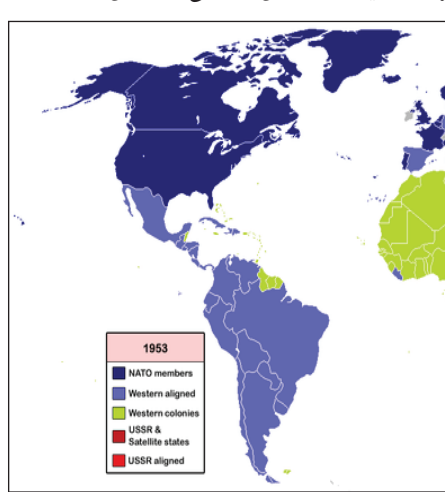 1953
NATO members
Western aligned
Western colonies
USSR &
Satellite states
USSR aligned